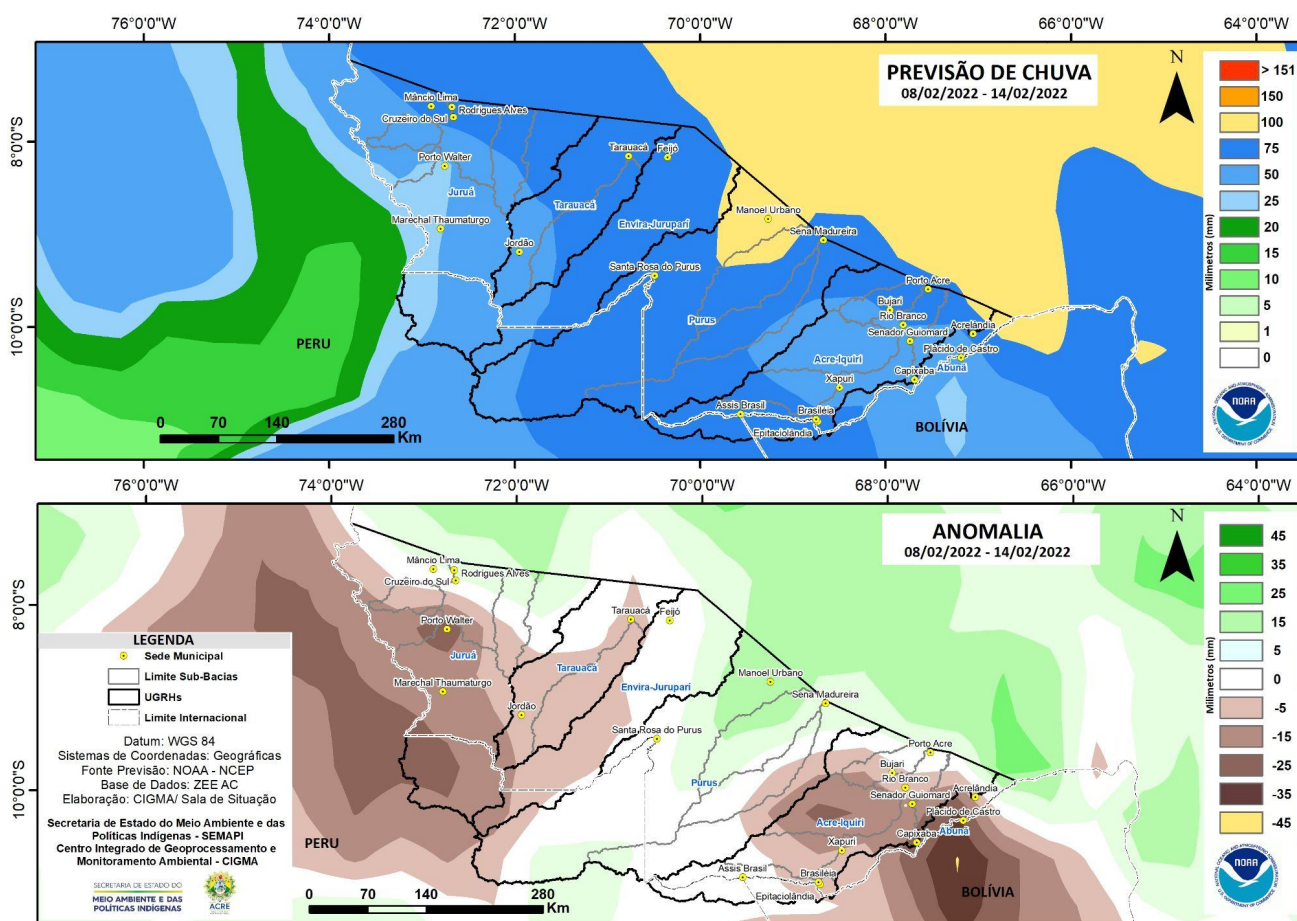 76°0'0"W
74°0'0"W
72°0'0"W
70°0'0"W
68°0'0"W
66°0'0"W
64°0'0"W
PREVISÃO DE CHUVA
08/02/2022 - 14/02/2022
N
> 151
150
100
75
50
25
20
15
10
5
1
0
Milímetros (mm)
NOAA
8°0'0"S
10°0'0"S
Mâncio Lima
Rodrigues Alves
Cruzeiro do Sul
Porto Walter
Juruá
Marechal Thaumaturgo
Tarauacá
Feijó
Tarauacá
Jordão
Envira-Jurupari
Manoel Urbano
Sena Madureira
Santa Rosa do Purus
Purus
Porto Acre
Bujari
Rio Branco
Senador Guiomard
Acrelândia
Plácido de Castro
Abunã
Acre-Iquiri
Capixaba
Xapuri
Assis Brasil
Brasiléia
Epitaciolândia
PERU
BOLÍVIA
0 70 140 280
Km
76°0'0"W
74°0'0"W
72°0'0"W
70°0'0"W
68°0'0"W
66°0'0"W
64°0'0"W
ANOMALIA
08/02/2022 - 14/02/2022
N
45
35
25
15
5
0
-5
-15
-25
-35
-45
Milímetros (mm)
NOAA
8°0'0"S
10°0'0"S
Mâncio Lima
Rodrigues Alves
Cruzeiro do Sul
Porto Walter
Juruá
Marechal Thaumaturgo
Tarauacá
Feijó
Tarauacá
Jordão
Envira-Jurupari
Manoel Urbano
Sena Madureira
Santa Rosa do Purus
Purus
Porto Acre
Bujari
Rio Branco
Senador Guiomard
Acrelândia
Plácido de Castro
Abunã
Acre-Iquiri
Capixaba
Xapuri
Assis Brasil
Brasiléia
Epitaciolândia
PERU
BOLÍVIA
LEGENDA
Sede Municipal
Limite Sub-Bacias
UGRHs
Limite Internacional
Datum: WGS 84
Sistemas de Coordenadas: Geográficas
Fonte Previsão: NOAA - NCEP
Base de Dados: ZEE AC
Elaboração: CIGMA/ Sala de Situação
Secretaria de Estado do Meio Ambiente das
Políticas Indígenas - SEMAPI
Centro Integrado de Geoprocessamento e
Monitoramento Ambiental - CIGMA
SECRETARIA DE ESTADO DO
MEIO AMBIENTE E DAS
POLÍTICAS INDÍGENAS
ACRE
0 70 140 280
Km